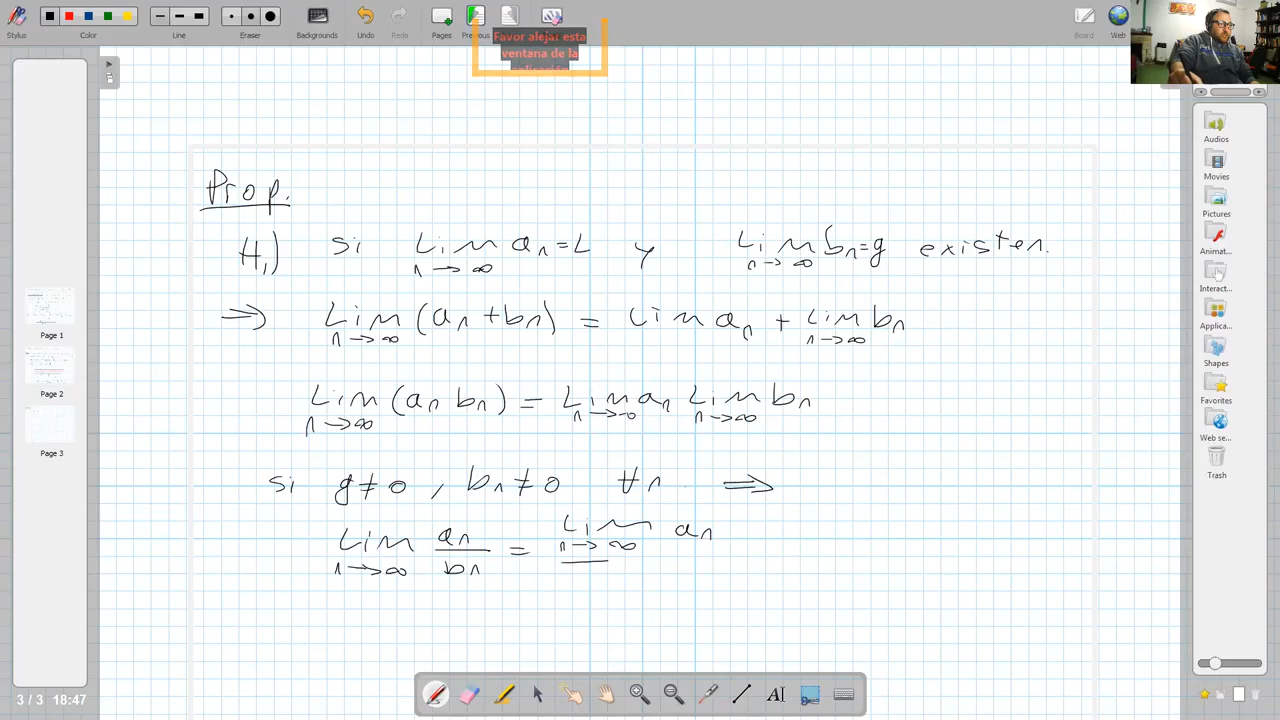 Stylus Color Line Eraser Backgrounds Undo Redo Pages Previous Board Web
Favor alejar esta
ventana de la
aplicación
Prop.
H₁) si Lim aₙ = L y Lim bₙ = g existen.
n → ∞ n → ∞
⇒ Lim (aₙ + bₙ) = Lim aₙ + Lim bₙ
n → ∞ n → ∞
Lim (aₙ bₙ) = Lim aₙ Lim bₙ
n → ∞ n → ∞ n → ∞
si g ≠ 0 , bₙ ≠ 0 ∀n ⇒
Lim aₙ/bₙ = Lim aₙ
n → ∞ n → ∞
Page 1
Page 2
Page 3
3 / 3 18:47
Audios
Movies
Pictures
Animat...
Interact...
Applica...
Shapes
Favorites
Web se...
Trash
AI